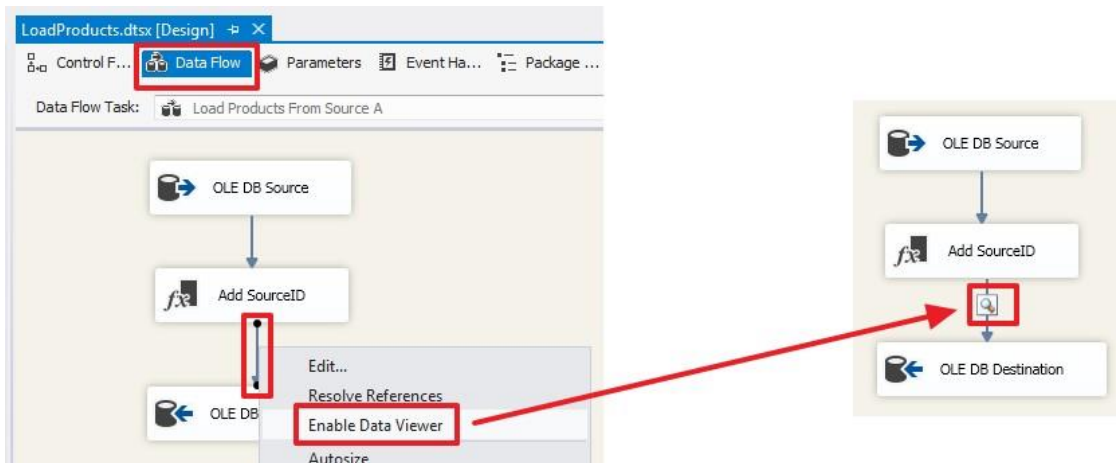 LoadProducts.dtsx [Design]
Control F... Data Flow Parameters Event Ha... Package ...
Data Flow Task: Load Products From Source A
OLE DB Source
fx Add SourceID
OLE DB
Edit...
Resolve References
Enable Data Viewer
Autosize
OLE DB Source
fx Add SourceID
OLE DB Destination